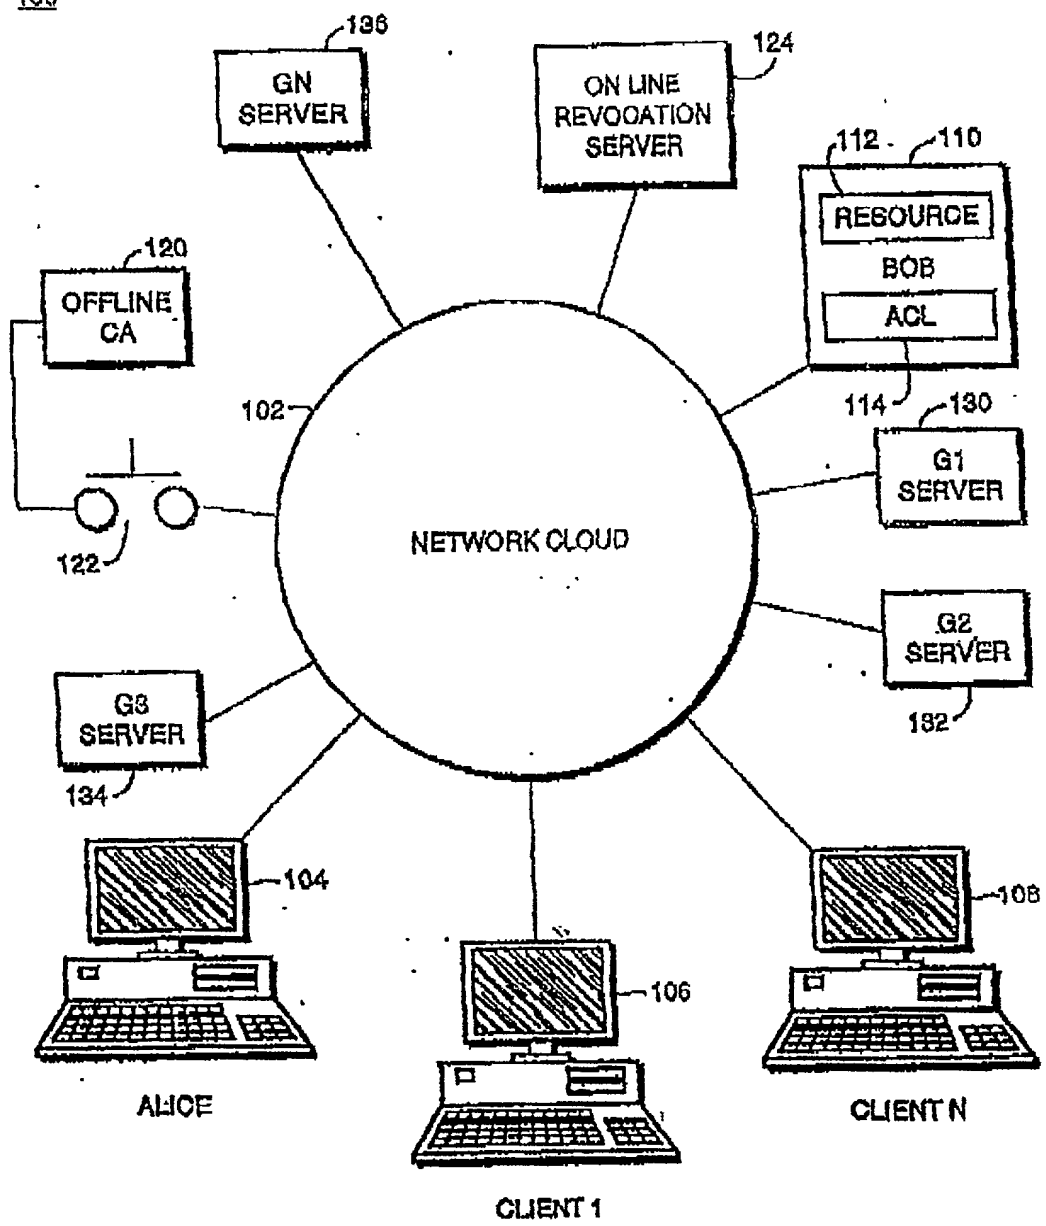 136
GN
SERVER
124
ON LINE
REVOCATION
SERVER
112
110
RESOURCE
BOB
ACL
114
120
OFFLINE
CA
102
122
130
G1
SERVER
NETWORK CLOUD
G2
SERVER
132
G3
SERVER
134
104
ALICE
106
CLIENT 1
108
CLIENT N